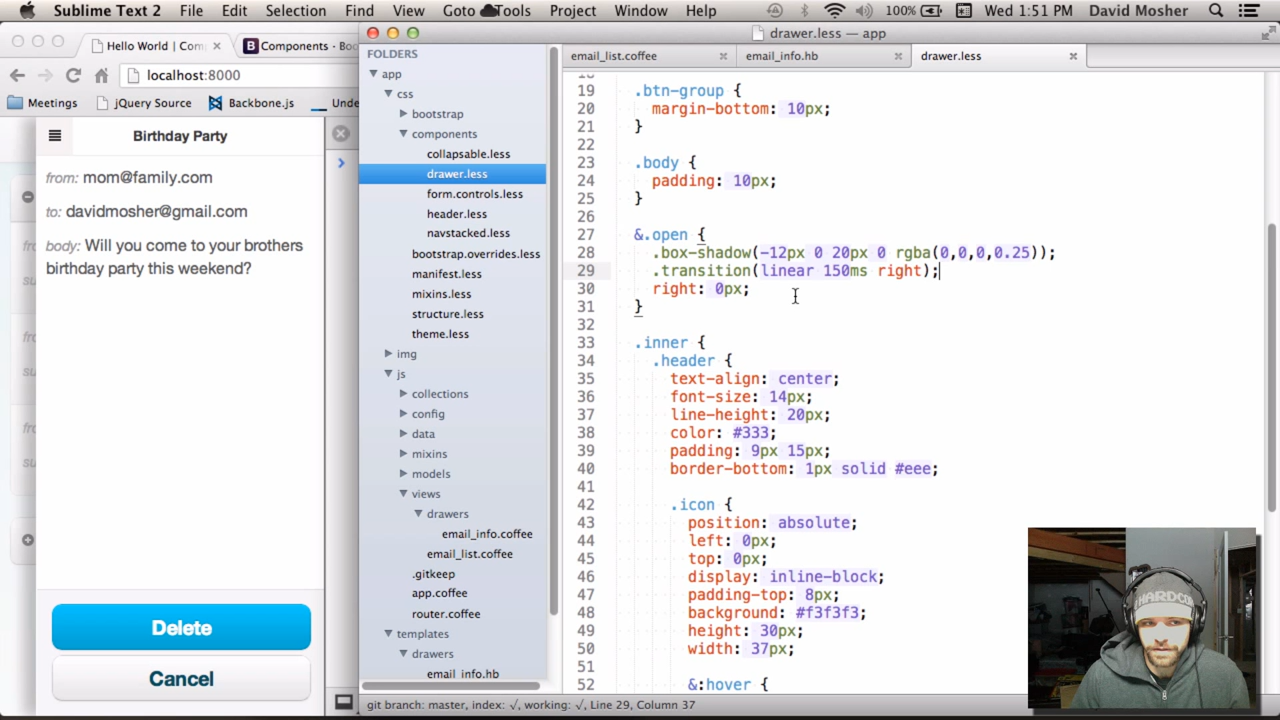 Sublime Text 2 File Edit Selection Find View Goto Tools Project Window Help 100% Wed 1:51 PM David Mosher
drawer.less — app
Hello World | Com
Components · Boo
localhost:8000
Meetings
jQuery Source
Backbone.js
Unde
Birthday Party
from: mom@family.com
to: davidmosher@gmail.com
body: Will you come to your brothers
birthday party this weekend?
Delete
Cancel
FOLDERS
app
css
bootstrap
components
collapsable.less
drawer.less
form.controls.less
header.less
navstacked.less
bootstrap.overrides.less
manifest.less
mixins.less
structure.less
theme.less
img
js
collections
config
data
mixins
models
views
drawers
email_info.coffee
email_list.coffee
.gitkeep
app.coffee
router.coffee
templates
drawers
email_info.hb
email_list.coffee
email_info.hb
drawer.less
18
19 .btn-group {
20 margin-bottom: 10px;
21 }
22
23 .body {
24 padding: 10px;
25 }
26
27 &.open {
28 .box-shadow(-12px 0 20px 0 rgba(0,0,0,0.25));
29 .transition(linear 150ms right);
30 right: 0px;
31 }
32
33 .inner {
34 .header {
35 text-align: center;
36 font-size: 14px;
37 line-height: 20px;
38 color: #333;
39 padding: 9px 15px;
40 border-bottom: 1px solid #eee;
41
42 .icon {
43 position: absolute;
44 left: 0px;
45 top: 0px;
46 display: inline-block;
47 padding-top: 8px;
48 background: #f3f3f3;
49 height: 30px;
50 width: 37px;
51
52 &:hover {
git branch: master, index: √, working: √, Line 29, Column 37